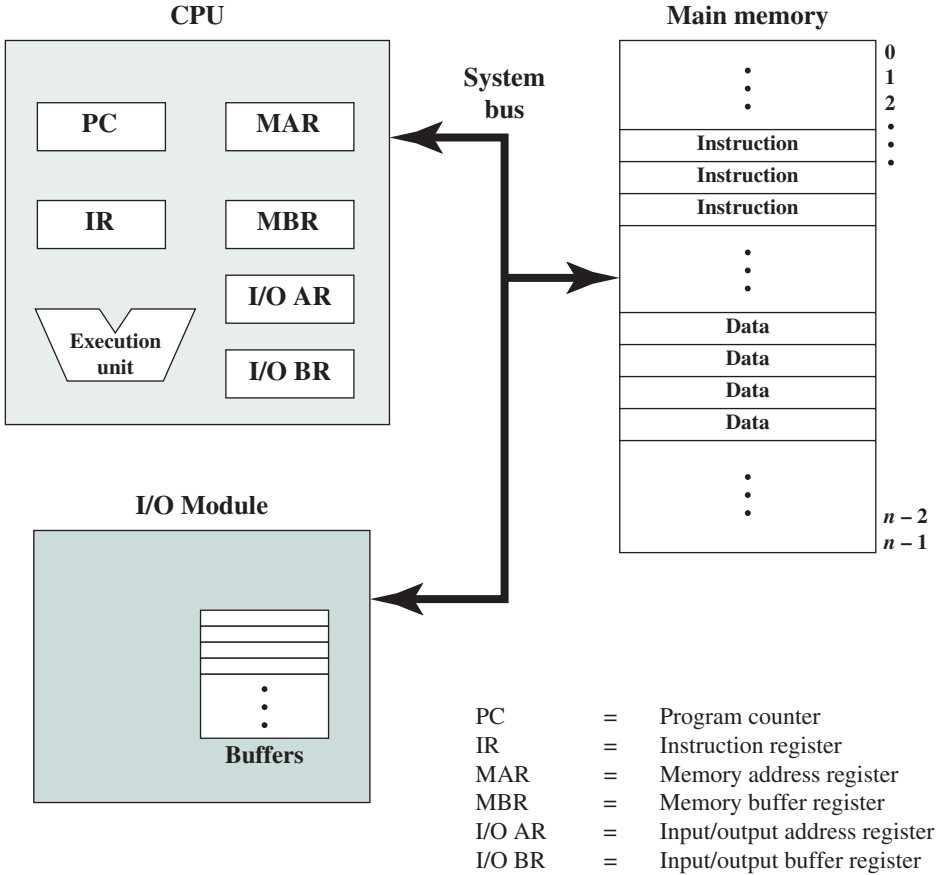 CPU
PC
MAR
IR
MBR
I/O AR
Execution
unit
I/O BR
System
bus
Main memory
0
1
2
Instruction
Instruction
Instruction
Data
Data
Data
Data
n – 2
n – 1
I/O Module
Buffers
PC = Program counter
IR = Instruction register
MAR = Memory address register
MBR = Memory buffer register
I/O AR = Input/output address register
I/O BR = Input/output buffer register